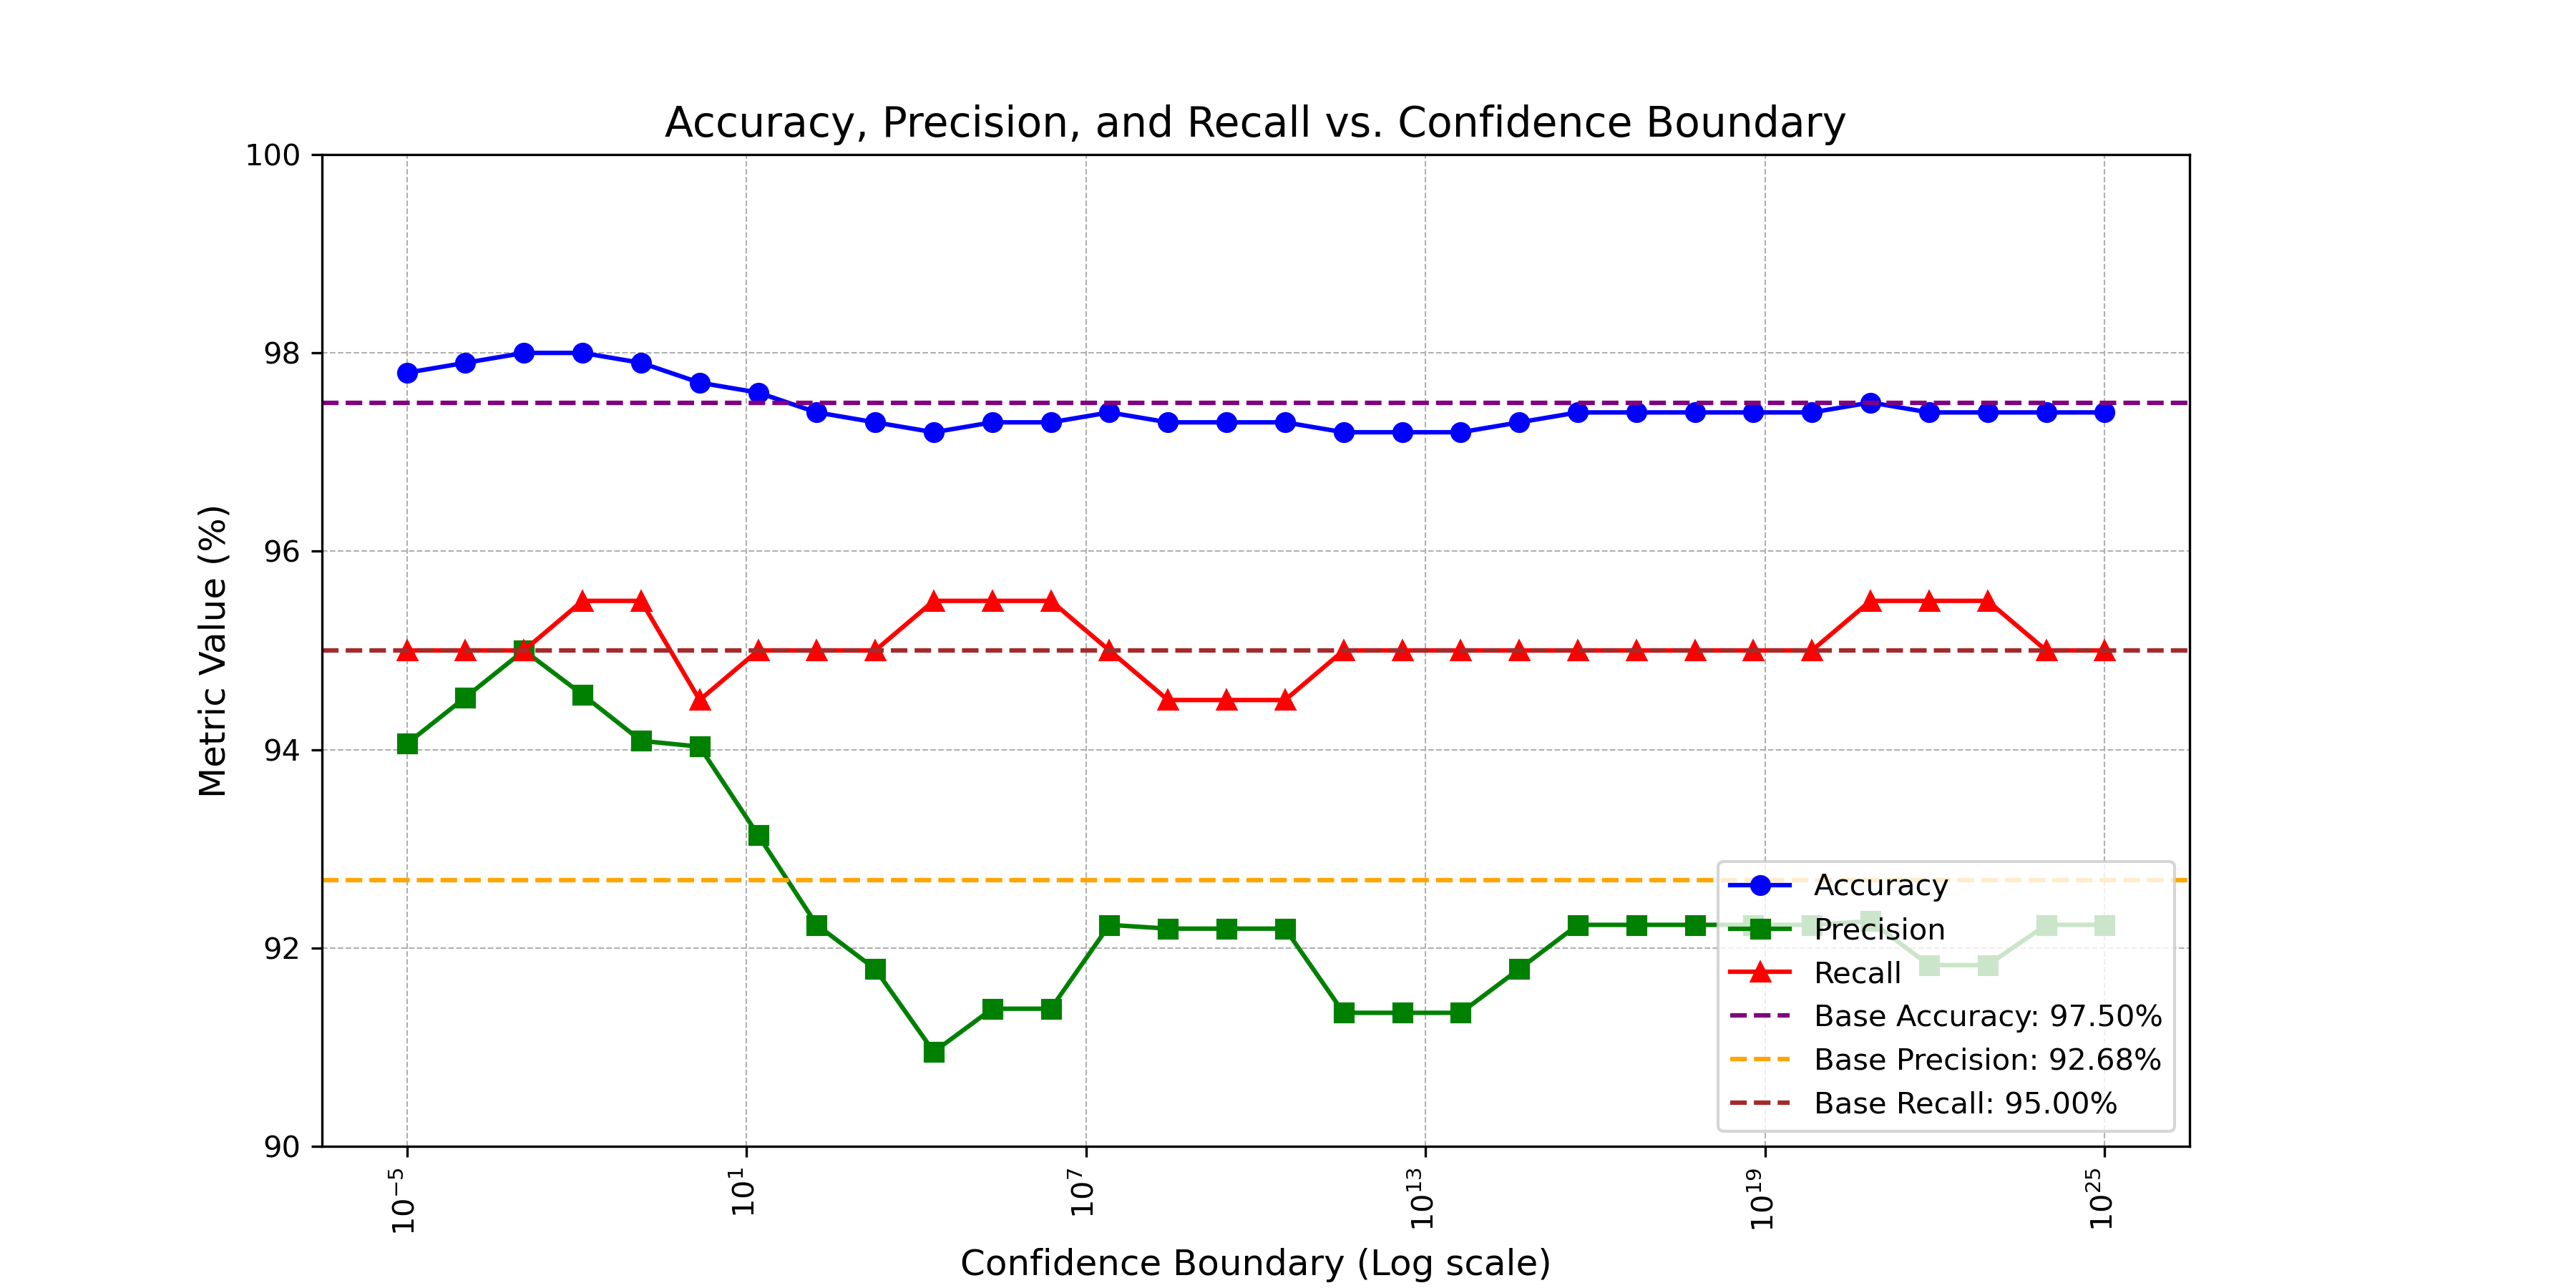 Accuracy, Precision, and Recall vs. Confidence Boundary
Metric Value (%)
100
98
96
94
92
90
Accuracy
Precision
Recall
Base Accuracy: 97.50%
Base Precision: 92.68%
Base Recall: 95.00%
10⁻⁵ 10¹ 10⁷ 10¹³ 10¹⁹ 10²⁵
Confidence Boundary (Log scale)